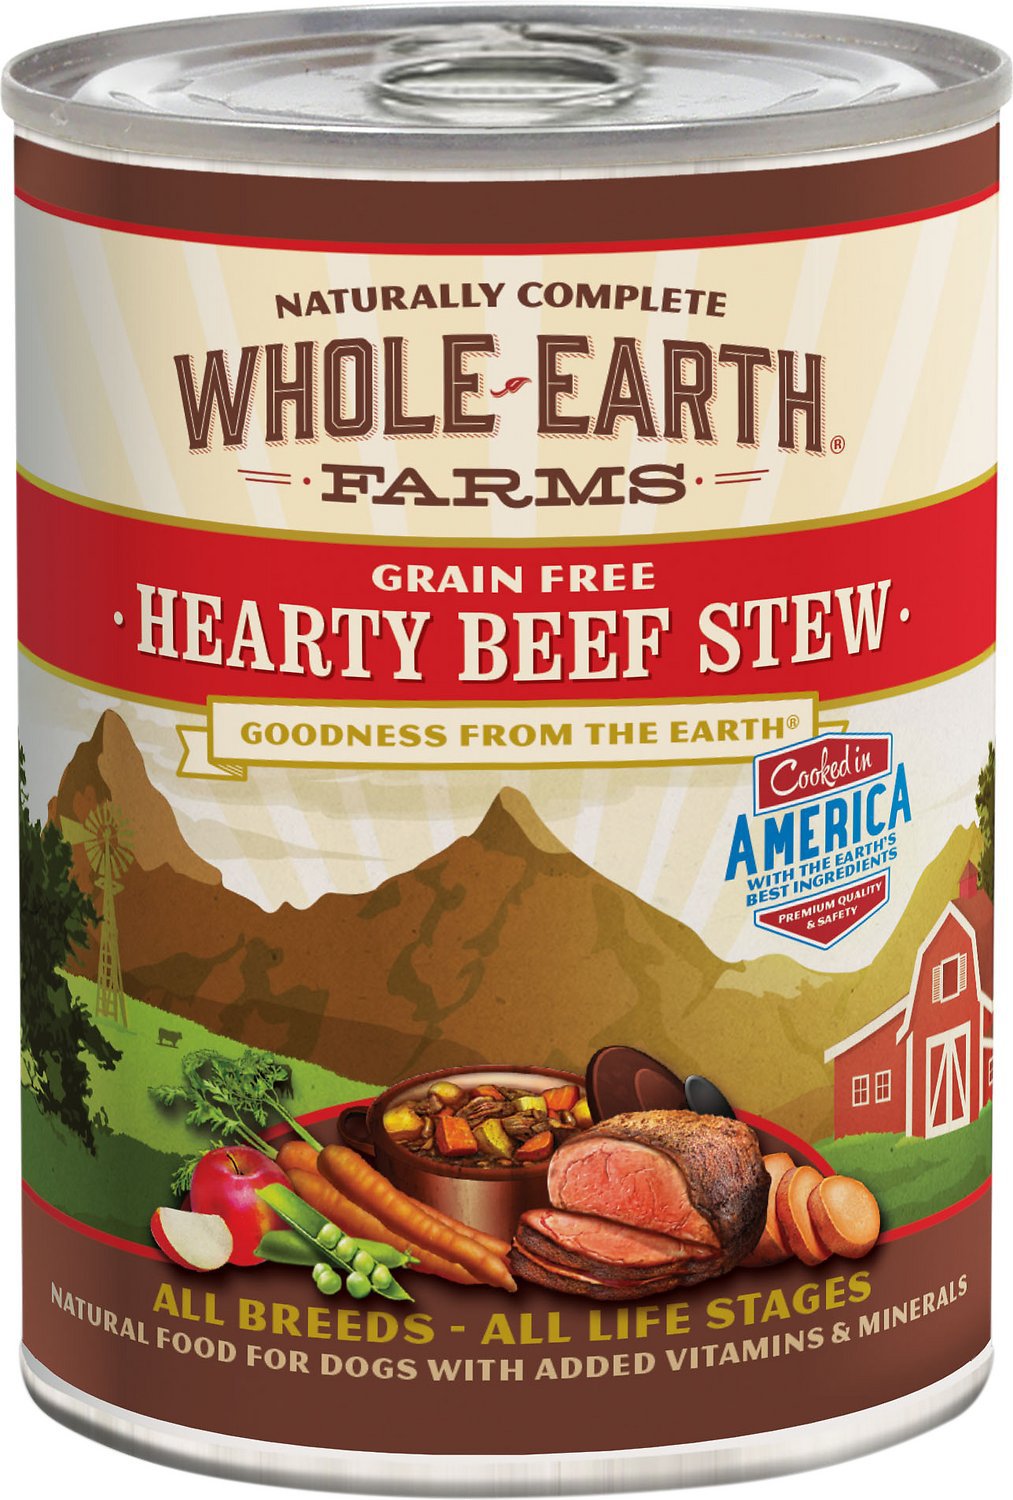 NATURALLY COMPLETE
WHOLE EARTH®
FARMS
GRAIN FREE
· HEARTY BEEF STEW ·
GOODNESS FROM THE EARTH®
Cooked in
AMERICA
WITH THE EARTH'S
BEST INGREDIENTS
PREMIUM QUALITY
& SAFETY
ALL BREEDS - ALL LIFE STAGES
NATURAL FOOD FOR DOGS WITH ADDED VITAMINS & MINERALS